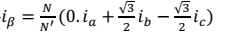 i_β = N/N′ (0. i_a + √3/2 i_b − √3/2 i_c)